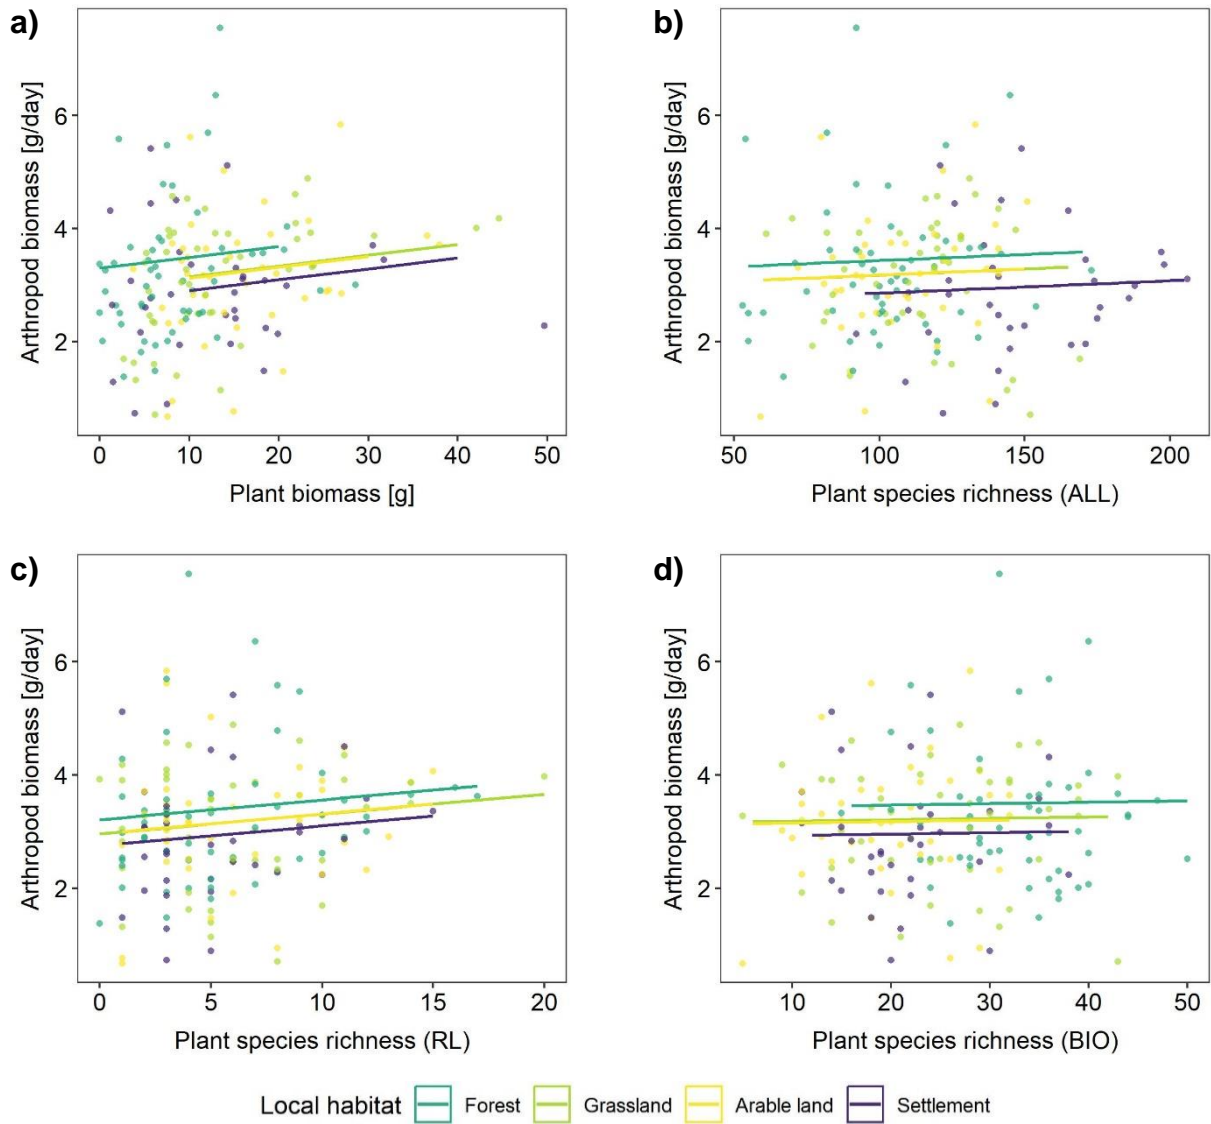 a)
Arthropod biomass [g/day]
6
4
2
0 10 20 30 40 50
Plant biomass [g]
b)
Arthropod biomass [g/day]
6
4
2
50 100 150 200
Plant species richness (ALL)
c)
Arthropod biomass [g/day]
6
4
2
0 5 10 15 20
Plant species richness (RL)
d)
Arthropod biomass [g/day]
6
4
2
10 20 30 40 50
Plant species richness (BIO)
Local habitat Forest Grassland Arable land Settlement